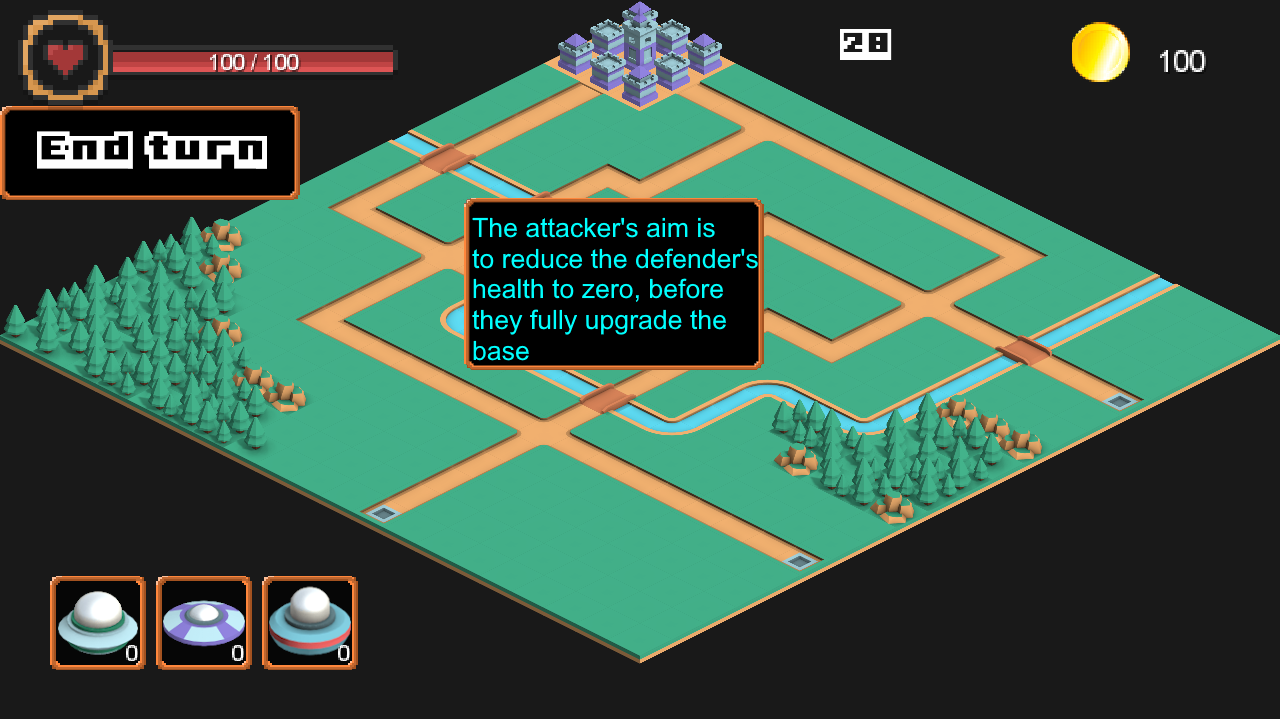 100 / 100
28
100
End turn
The attacker's aim is
to reduce the defender's
health to zero, before
they fully upgrade the
base
0
0
0